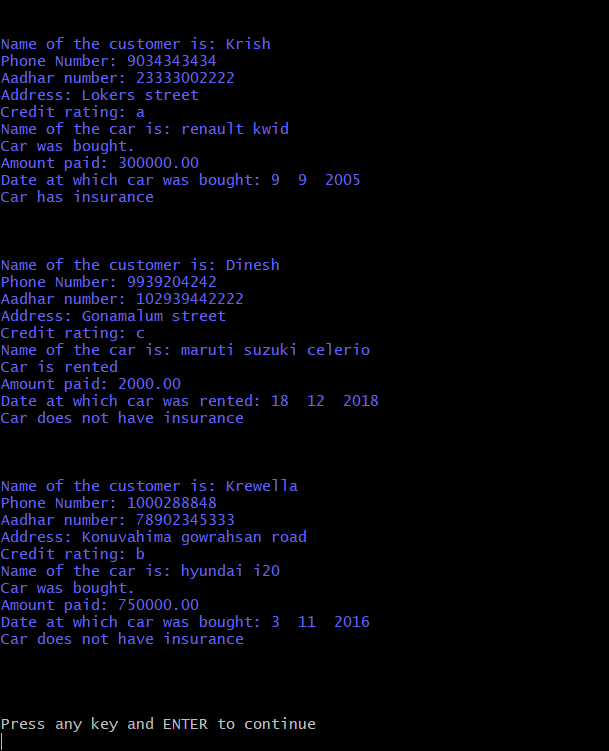 Name of the customer is: Krish
Phone Number: 9034343434
Aadhar number: 23333002222
Address: Lokers street
Credit rating: a
Name of the car is: renault kwid
Car was bought.
Amount paid: 300000.00
Date at which car was bought: 9  9  2005
Car has insurance
Name of the customer is: Dinesh
Phone Number: 9939204242
Aadhar number: 102939442222
Address: Gonamalum street
Credit rating: c
Name of the car is: maruti suzuki celerio
Car is rented
Amount paid: 2000.00
Date at which car was rented: 18  12  2018
Car does not have insurance
Name of the customer is: Krewella
Phone Number: 1000288848
Aadhar number: 78902345333
Address: Konuvahima gowrahsan road
Credit rating: b
Name of the car is: hyundai i20
Car was bought.
Amount paid: 750000.00
Date at which car was bought: 3  11  2016
Car does not have insurance
Press any key and ENTER to continue